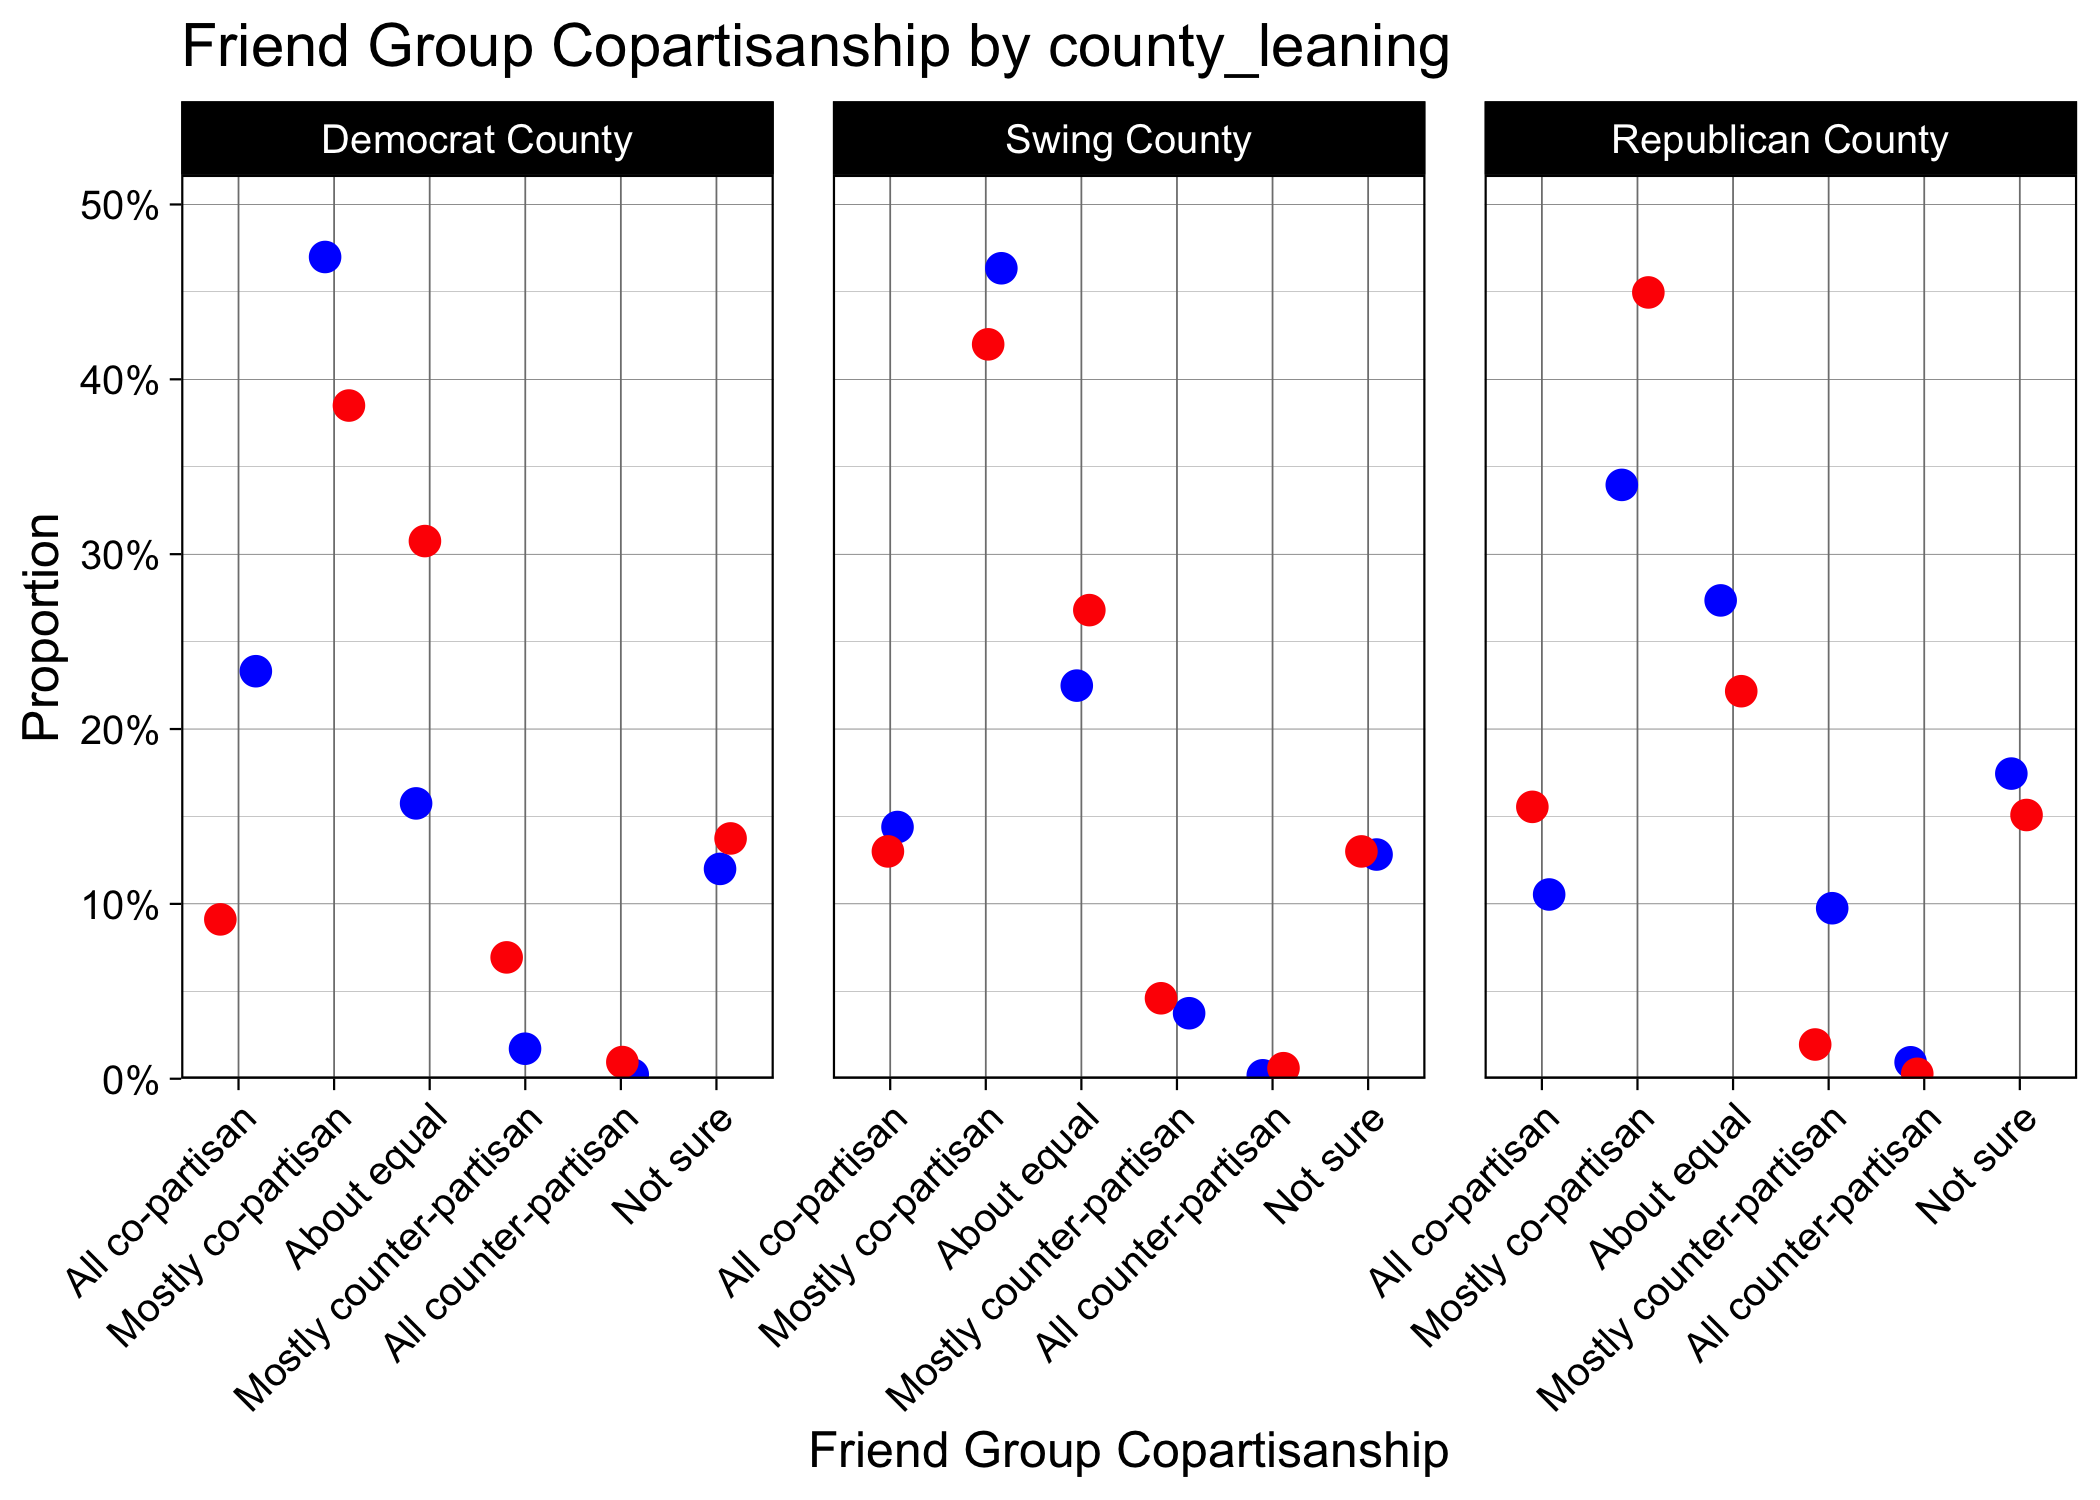 Friend Group Copartisanship by county_leaning
Democrat County
Swing County
Republican County
Proportion
50%
40%
30%
20%
10%
0%
All co-partisan
Mostly co-partisan
About equal
Mostly counter-partisan
All counter-partisan
Not sure
All co-partisan
Mostly co-partisan
About equal
Mostly counter-partisan
All counter-partisan
Not sure
All co-partisan
Mostly co-partisan
About equal
Mostly counter-partisan
All counter-partisan
Not sure
Friend Group Copartisanship